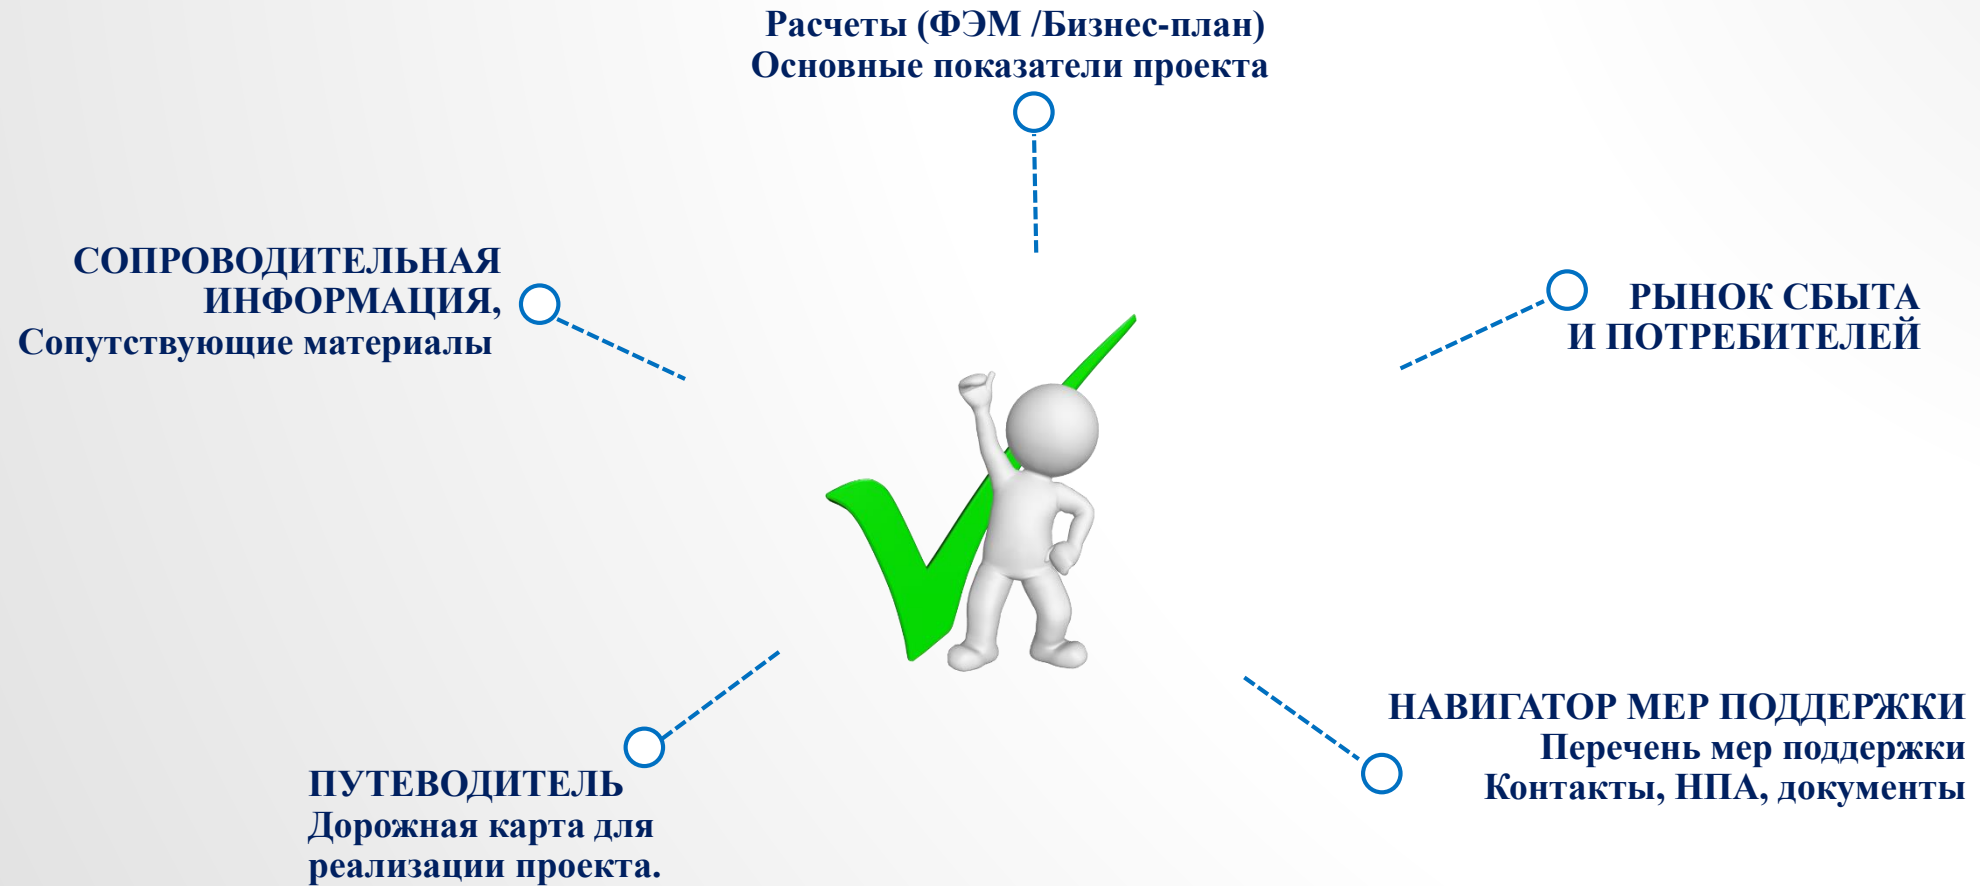 Расчеты (ФЭМ /Бизнес-план)
Основные показатели проекта
СОПРОВОДИТЕЛЬНАЯ
ИНФОРМАЦИЯ,
Сопутствующие материалы
РЫНОК СБЫТА
И ПОТРЕБИТЕЛЕЙ
НАВИГАТОР МЕР ПОДДЕРЖКИ
Перечень мер поддержки
Контакты, НПА, документы
ПУТЕВОДИТЕЛЬ
Дорожная карта для
реализации проекта.